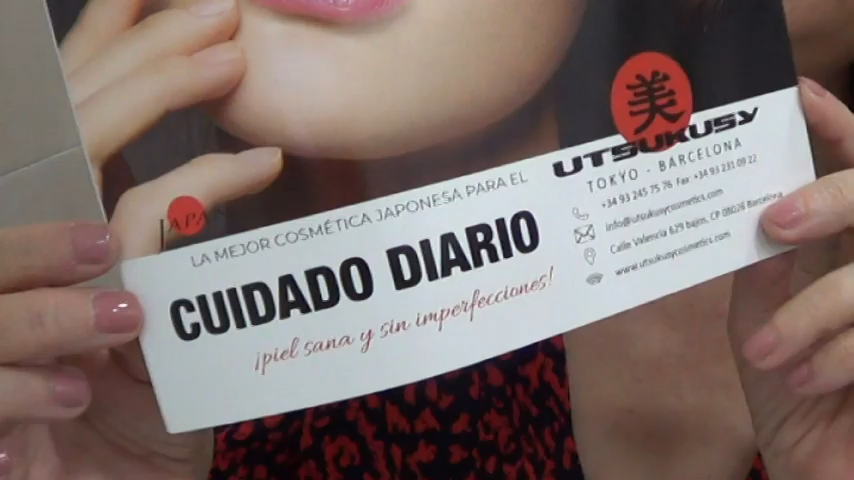 JAPAN
LA MEJOR COSMÉTICA JAPONESA PARA EL
CUIDADO DIARIO
¡piel sana y sin imperfecciones!
美
UTSUKUSY
TOKYO - BARCELONA
+34 93 245 75 76 Fax: +34 93 231 09 22
info@utsukusycosmetics.com
Calle Valencia 629 bajos, CP 08026 Barcelona
www.utsukusycosmetics.com